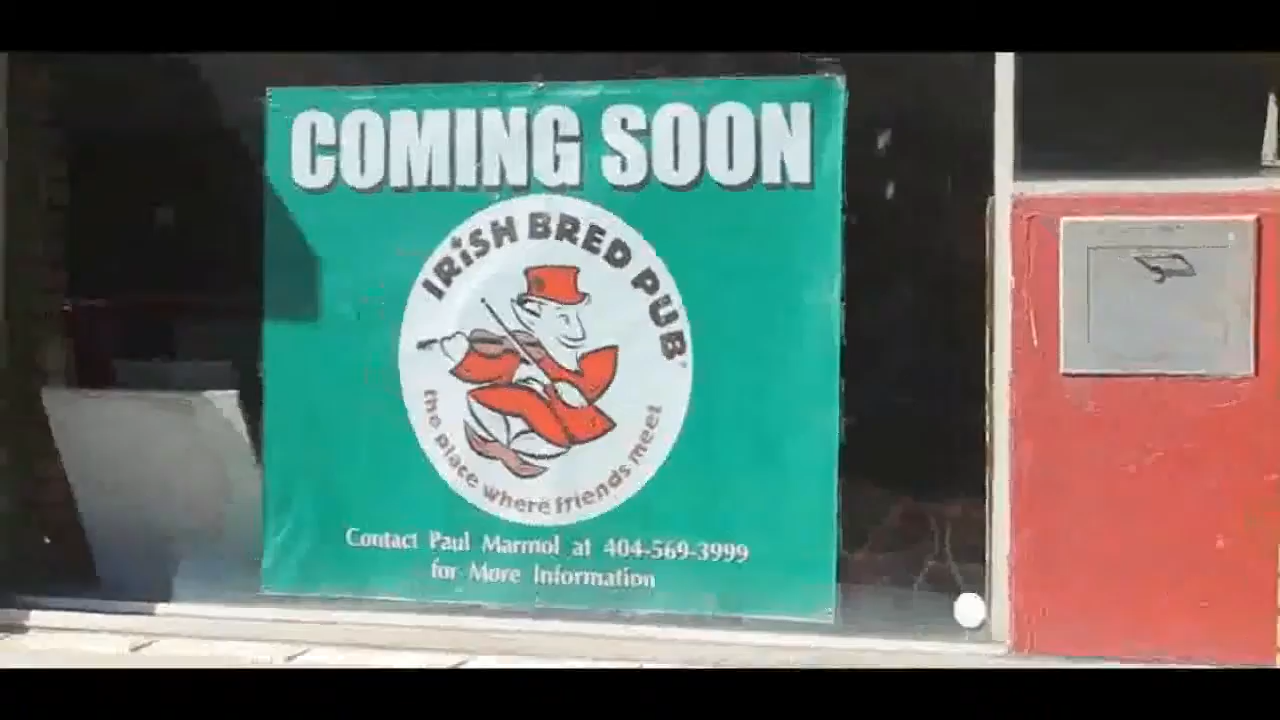 COMING SOON
IRiSH BRED PUB
the place where friends meet
Contact Paul Marmol at 404-569-3999
for More Information